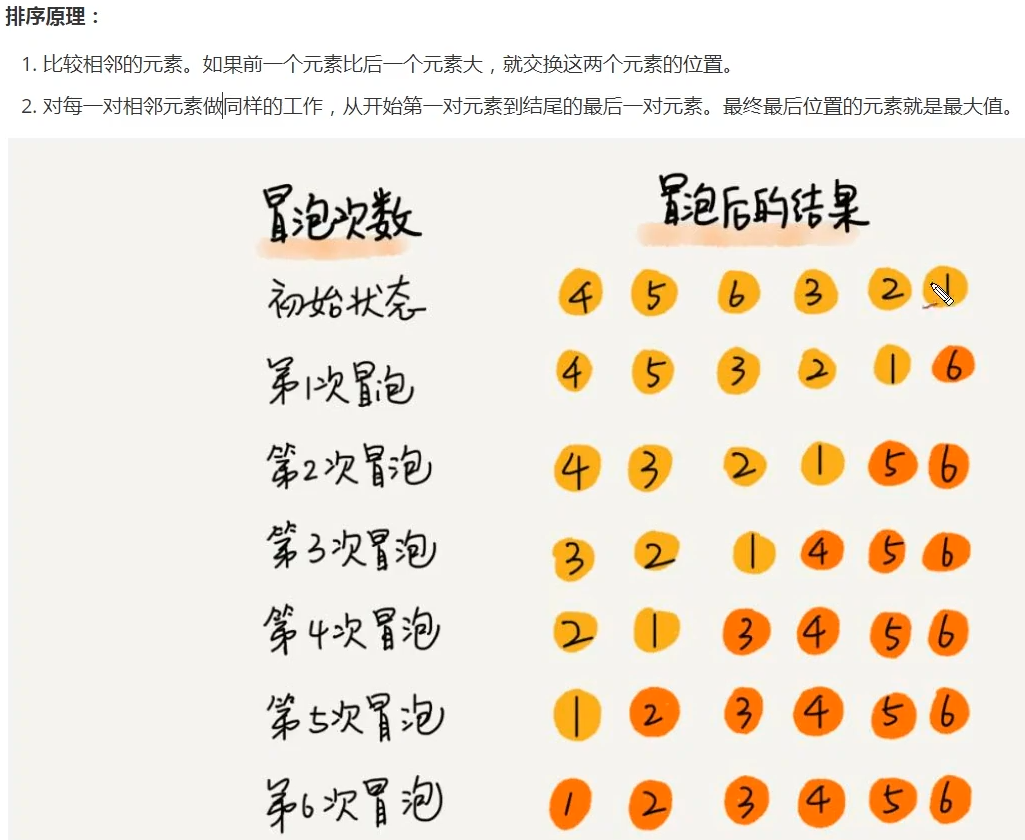 排序原理：
1. 比较相邻的元素。如果前一个元素比后一个元素大，就交换这两个元素的位置。
2. 对每一对相邻元素做同样的工作，从开始第一对元素到结尾的最后一对元素。最终最后位置的元素就是最大值。
冒泡次数 冒泡后的结果
初始状态 4 5 6 3 2 1
第1次冒泡 4 5 3 2 1 6
第2次冒泡 4 3 2 1 5 6
第3次冒泡 3 2 1 4 5 6
第4次冒泡 2 1 3 4 5 6
第5次冒泡 1 2 3 4 5 6
第6次冒泡 1 2 3 4 5 6